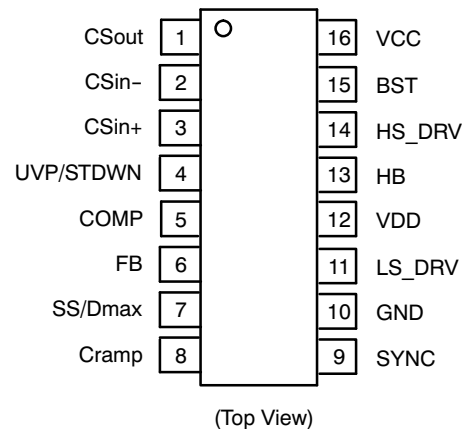 CSout 1 16 VCC
CSin− 2 15 BST
CSin+ 3 14 HS_DRV
UVP/STDWN 4 13 HB
COMP 5 12 VDD
FB 6 11 LS_DRV
SS/Dmax 7 10 GND
Cramp 8 9 SYNC
(Top View)